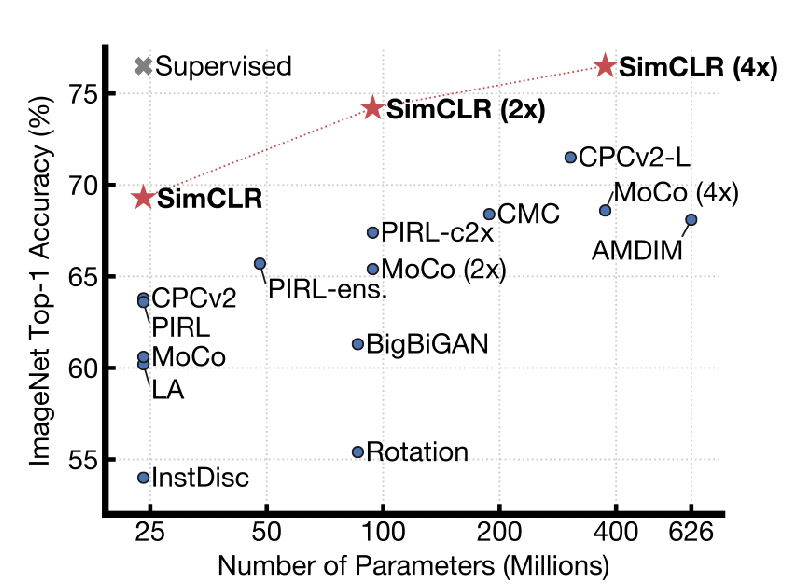 Supervised
SimCLR (4x)
75
SimCLR (2x)
CPCv2-L
70
SimCLR
MoCo (4x)
CMC
PIRL-c2x
AMDIM
MoCo (2x)
65
PIRL-ens.
CPCv2
PIRL
BigBiGAN
MoCo
60
LA
Rotation
55
InstDisc
25 50 100 200 400 626
Number of Parameters (Millions)
ImageNet Top-1 Accuracy (%)